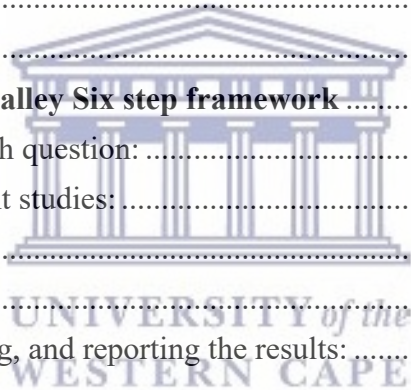 ..........................................
..........................................
alley Six step framework ........
h question: ................................
t studies: ...................................
..........................................
..........................................
UNIVERSITY of the
g, and reporting the results: .......
WESTERN CAPE